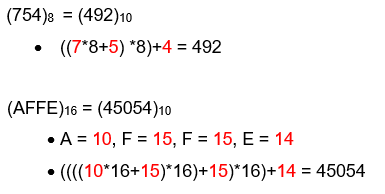 (754)₈ = (492)₁₀
• ((7*8+5) *8)+4 = 492
(AFFE)₁₆ = (45054)₁₀
• A = 10, F = 15, F = 15, E = 14
• ((((10*16+15)*16)+15)*16)+14 = 45054